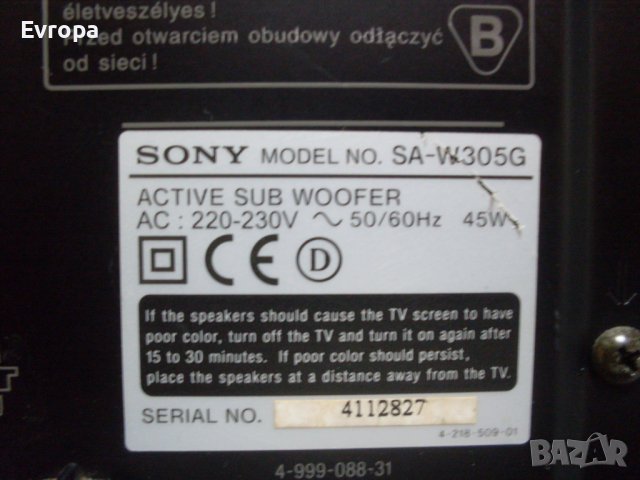 életveszélyes !
Evropa
Przed otwarciem obudowy odłączyć
od sieci !
B
SONY MODEL NO. SA-W305G
ACTIVE SUB WOOFER
AC : 220-230V ~ 50/60Hz 45W
CE D
If the speakers should cause the TV screen to have
poor color, turn off the TV and turn it on again after
15 to 30 minutes. If poor color should persist,
place the speakers at a distance away from the TV.
SERIAL NO. 4112827
4-218-509-01
4-999-088-31
BAZAR